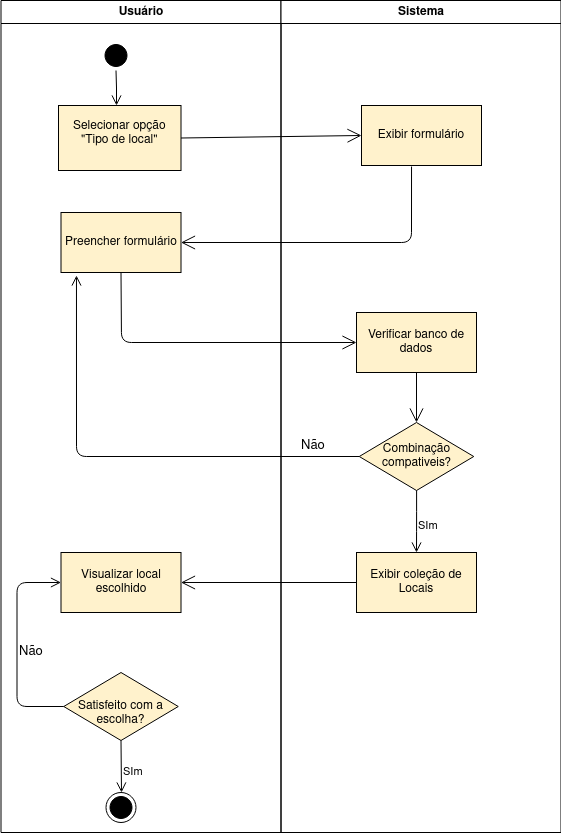 Usuário
Sistema
Selecionar opção
"Tipo de local"
Exibir formulário
Preencher formulário
Verificar banco de
dados
Não
Combinação
compativeis?
SIm
Visualizar local
escolhido
Exibir coleção de
Locais
Não
Satisfeito com a
escolha?
SIm